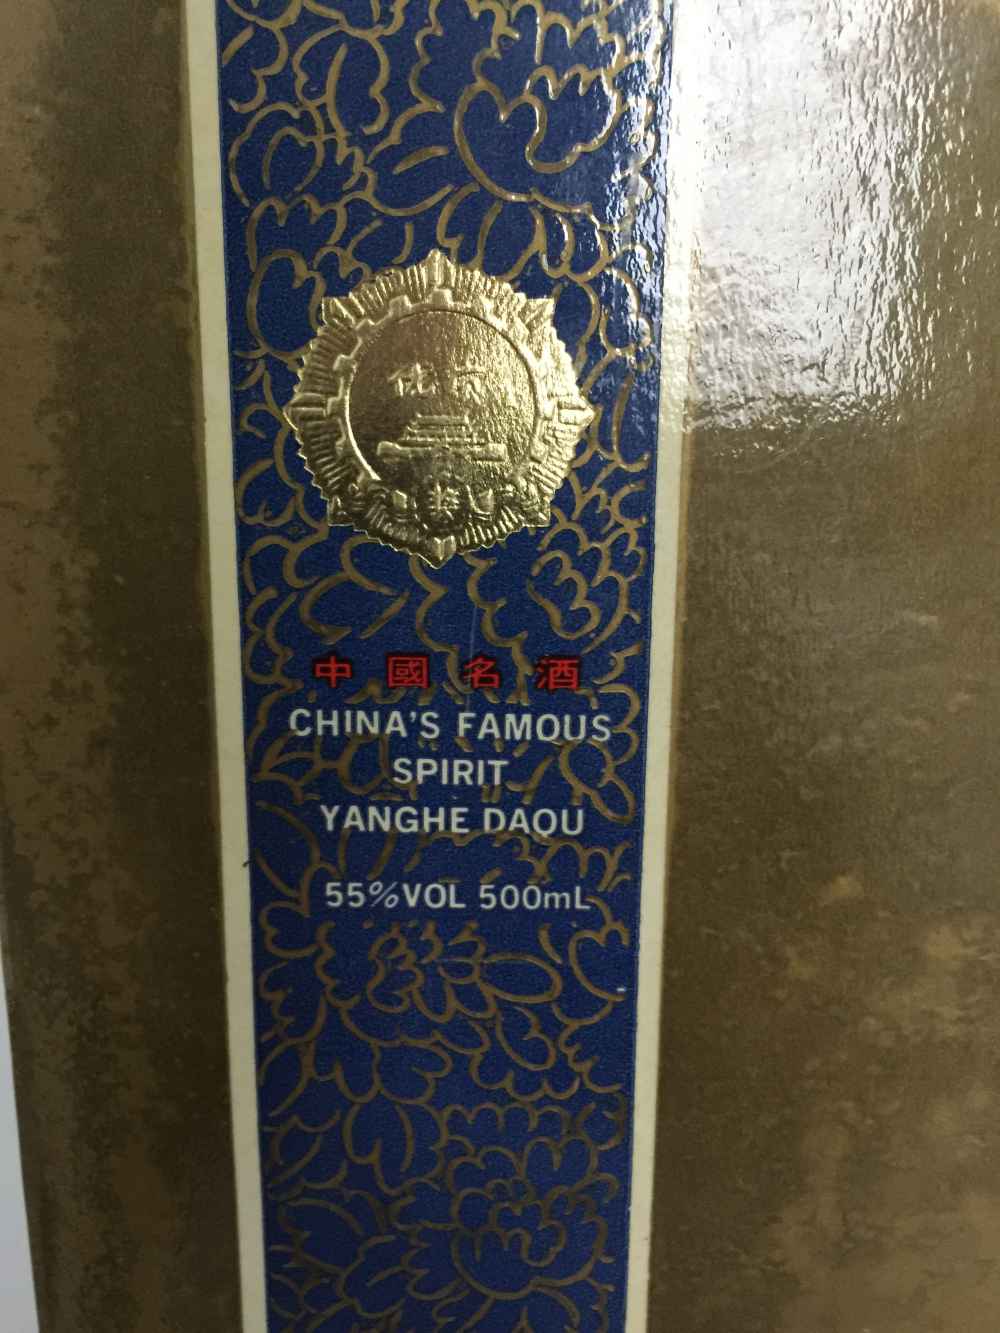 中國名酒
CHINA'S FAMOUS
SPIRIT
YANGHE DAQU
55%VOL 500mL